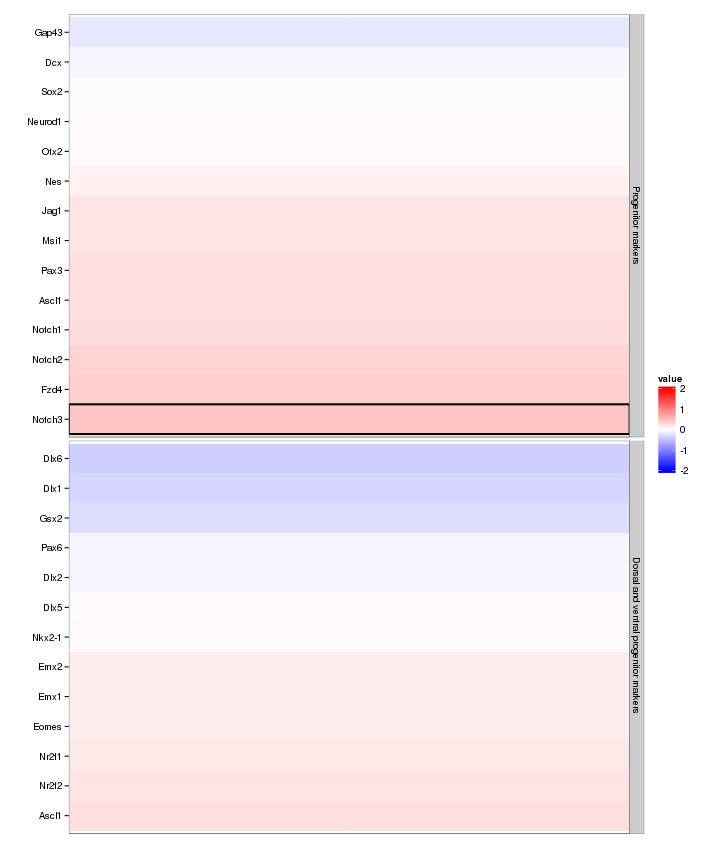 Gap43
Dcx
Sox2
Neurod1
Otx2
Nes
Jag1
Msi1
Pax3
Ascl1
Notch1
Notch2
Fzd4
Notch3
Progenitor markers
Dlx6
Dlx1
Gsx2
Pax6
Dlx2
Dlx5
Nkx2-1
Emx2
Emx1
Eomes
Nr2f1
Nr2f2
Ascl1
Dorsal and ventral progenitor markers
value
2
1
0
-1
-2